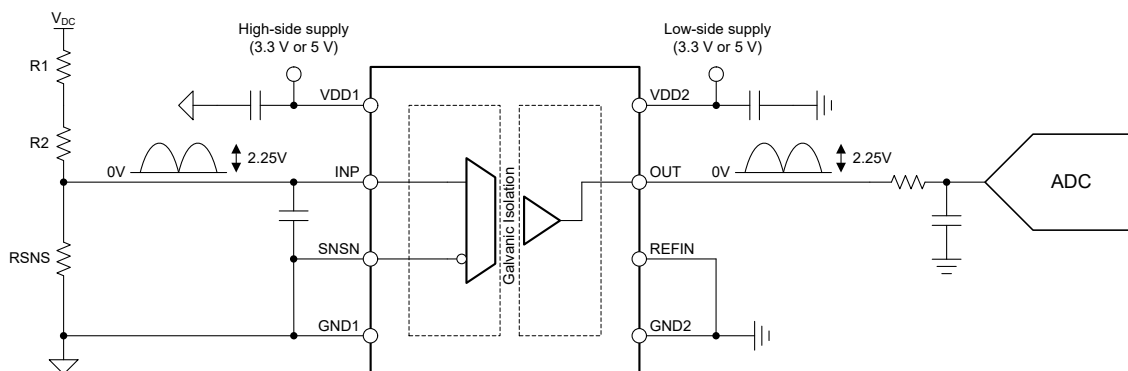 VDC
High-side supply
(3.3 V or 5 V)
Low-side supply
(3.3 V or 5 V)
R1
VDD1
VDD2
R2
0V
2.25V
INP
OUT
0V
2.25V
ADC
Galvanic Isolation
RSNS
SNSN
REFIN
GND1
GND2